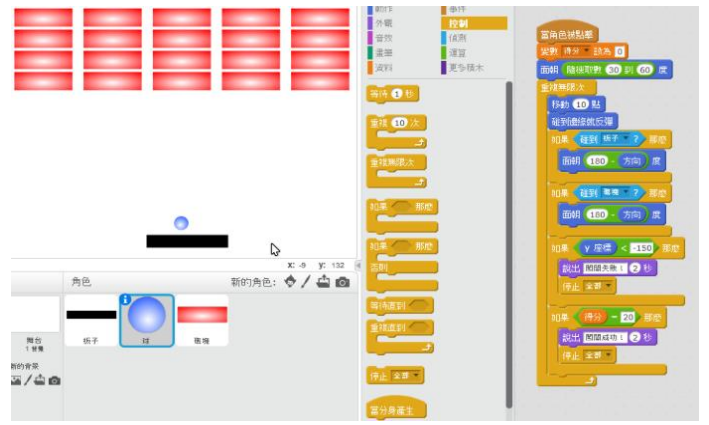 動作 事件
外觀 控制
音效 偵測
畫筆 運算
資料 更多積木
等待 1 秒
重複 10 次
重複無限次
如果 那麼
如果 那麼
否則
等待直到
重複直到
停止 全部
當分身產生
當角色被點擊
變數 得分 設為 0
面朝 隨機取數 30 到 60 度
重複無限次
移動 10 點
碰到邊緣就反彈
如果 碰到 板子 ? 那麼
面朝 180 - 方向 度
如果 碰到 磚塊 ? 那麼
面朝 180 - 方向 度
如果 y 座標 < -150 那麼
說出 闖關失敗! 2 秒
停止 全部
如果 得分 = 20 那麼
說出 闖關成功! 2 秒
停止 全部
X: -9 y: 132
角色 新的角色:
舞台
1 背景
新的背景
板子 球 磚塊